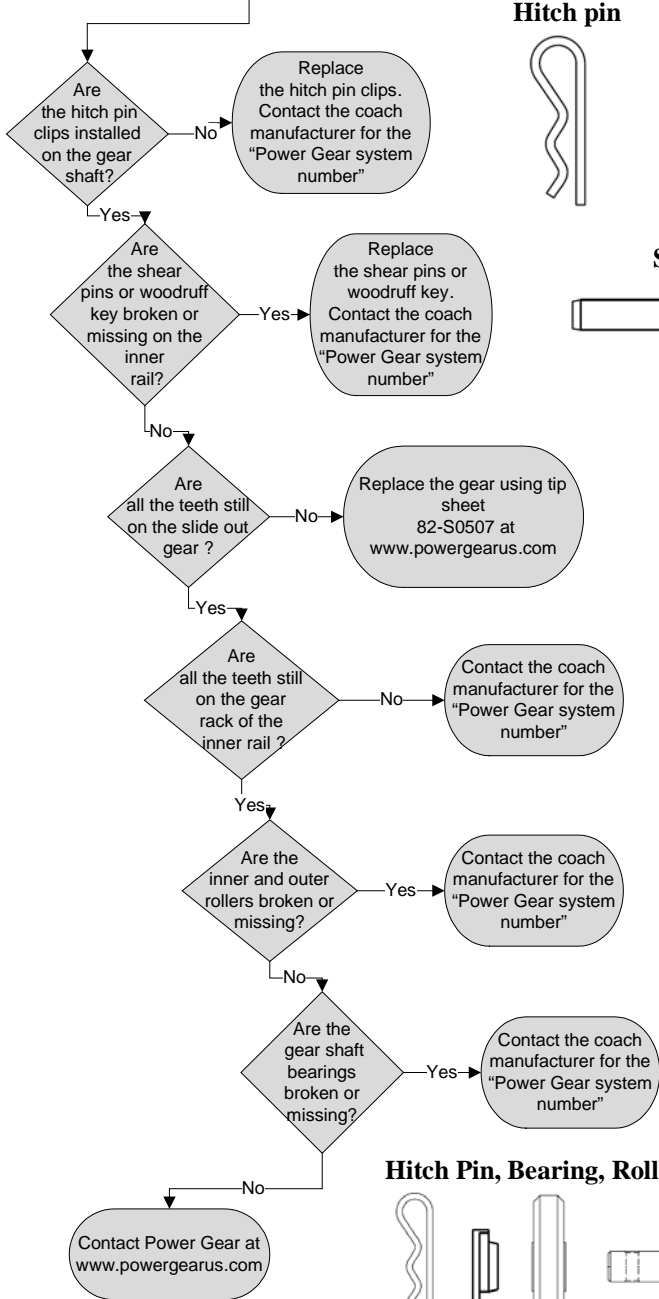 Hitch pin
Are
the hitch pin
clips installed
on the gear
shaft?
No
Replace
the hitch pin clips.
Contact the coach
manufacturer for the
“Power Gear system
number”
Yes
Are
the shear
pins or woodruff
key broken or
missing on the
inner
rail?
Yes
Replace
the shear pins or
woodruff key.
Contact the coach
manufacturer for the
“Power Gear system
number”
S
No
Are
all the teeth still
on the slide out
gear ?
No
Replace the gear using tip
sheet
82-S0507 at
www.powergearus.com
Yes
Are
all the teeth still
on the gear
rack of the
inner rail ?
No
Contact the coach
manufacturer for the
“Power Gear system
number”
Yes
Are the
inner and outer
rollers broken or
missing?
Yes
Contact the coach
manufacturer for the
“Power Gear system
number”
No
Are the
gear shaft
bearings
broken or
missing?
Yes
Contact the coach
manufacturer for the
“Power Gear system
number”
No
Contact Power Gear at
www.powergearus.com
Hitch Pin, Bearing, Roll